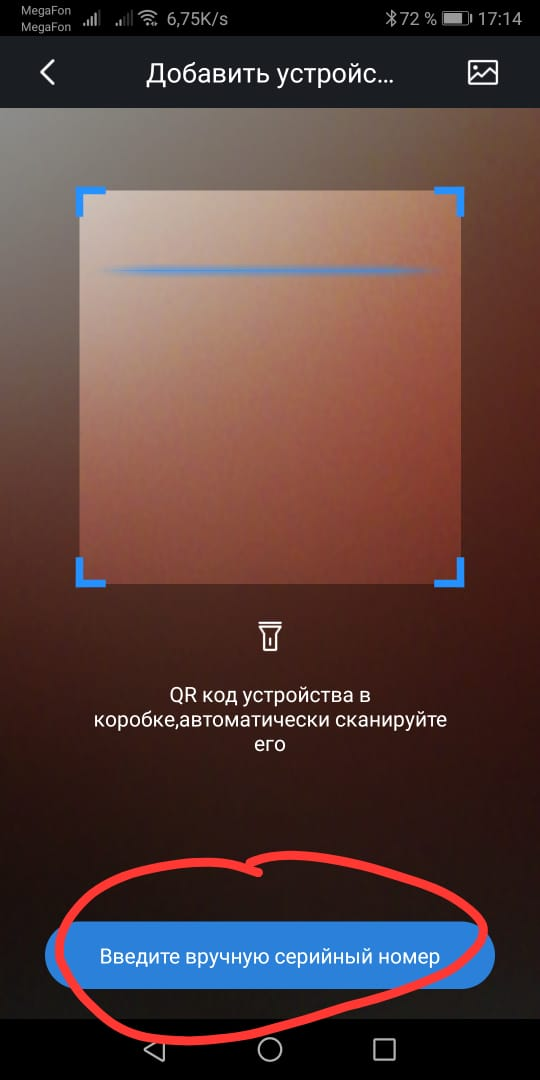 MegaFon
MegaFon
6,75K/s
72 %
17:14
Добавить устройс...
QR код устройства в
коробке,автоматически сканируйте
его
Введите вручную серийный номер